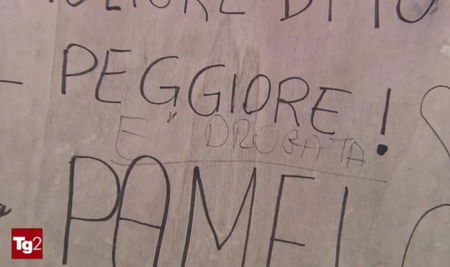 PEGGIORE!
E' DROGATA
PAMEL
Tg2